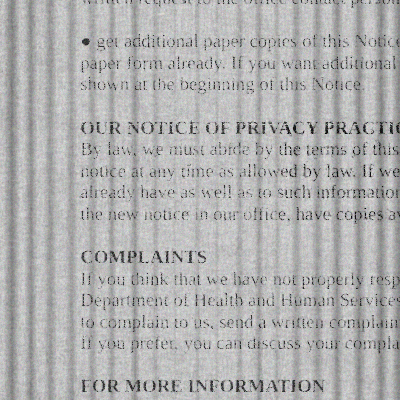 written request to the office contact person
• get additional paper copies of this Notice
paper form already. If you want additional
shown at the beginning of this Notice.
OUR NOTICE OF PRIVACY PRACTIC
By law, we must abide by the terms of this
notice at any time as allowed by law. If we
already have as well as to such information
the new notice in our office, have copies av
COMPLAINTS
If you think that we have not properly resp
Department of Health and Human Services
to complain to us, send a written complain
If you prefer, you can discuss your compla
FOR MORE INFORMATION